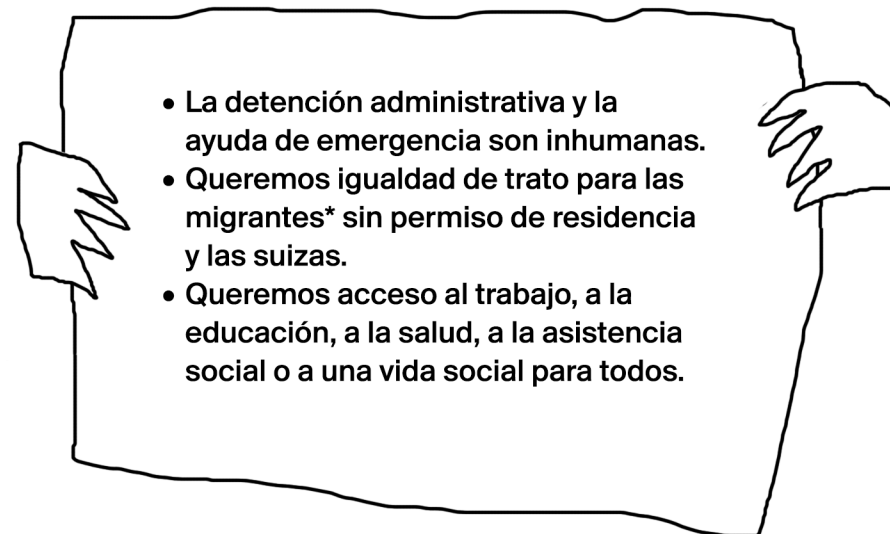 • La detención administrativa y la
ayuda de emergencia son inhumanas.
• Queremos igualdad de trato para las
migrantes* sin permiso de residencia
y las suizas.
• Queremos acceso al trabajo, a la
educación, a la salud, a la asistencia
social o a una vida social para todos.